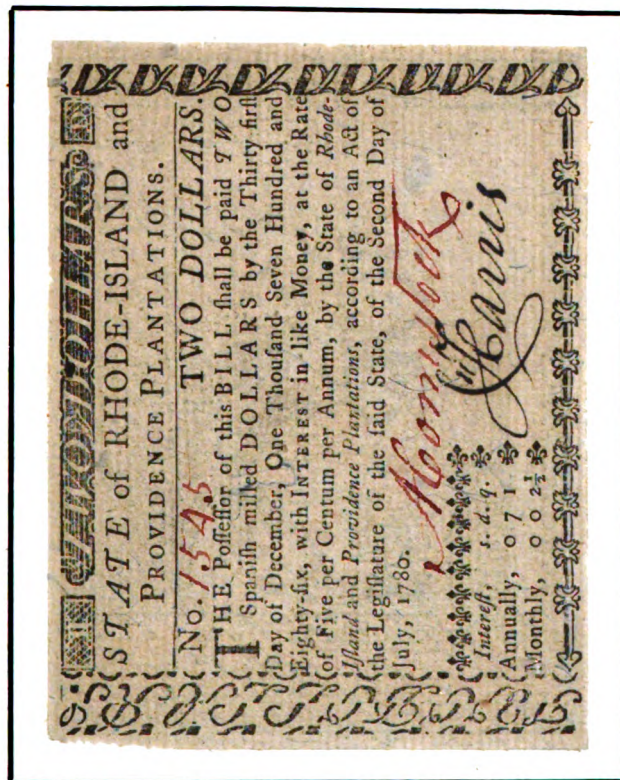 TWO DOLLARS
STATE of RHODE-ISLAND and
PROVIDENCE PLANTATIONS.
No. 1545 TWO DOLLARS.
THE Poſſeſſor of this BILL ſhall be paid TWO
Spaniſh milled DOLLARS by the Thirty firſt
Day of December, One Thouſand Seven Hundred and
Eighty-ſix, with INTEREST in like Money, at the Rate
of Five per Centum per Annum, by the State of Rhode-
Iſland and Providence Plantations, according to an Act of
the Legiſlature of the ſaid State, of the Second Day of
July, 1780.
Intereſt, s. d. q.
Annually, 0 7 1
Monthly, 0 0 2½
Harris